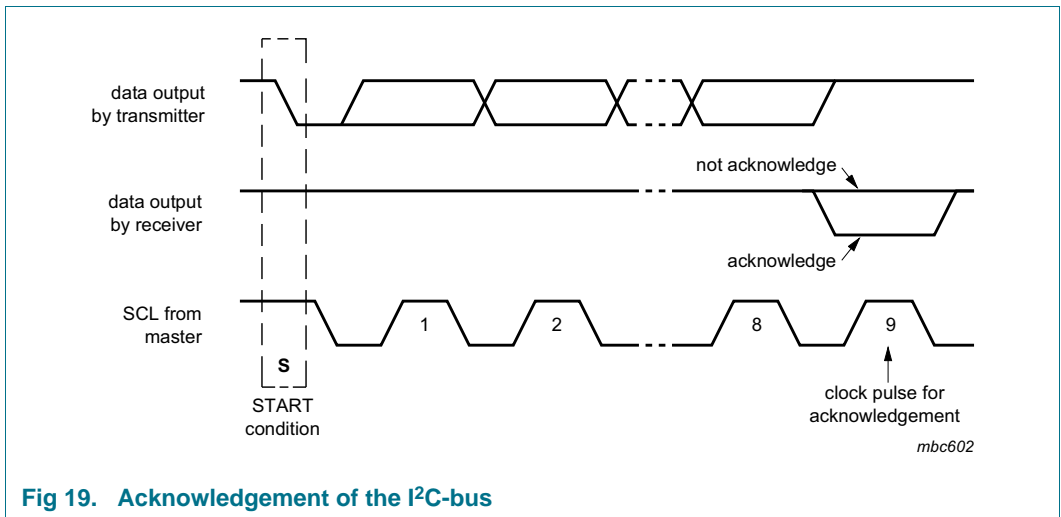 data output
by transmitter
not acknowledge
data output
by receiver
acknowledge
SCL from
master
1
2
8
9
S
START
condition
clock pulse for
acknowledgement
mbc602
Fig 19. Acknowledgement of the I²C-bus